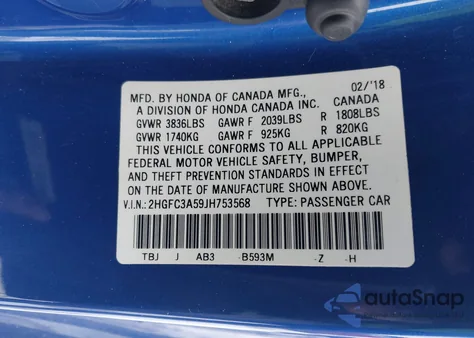 MFD. BY HONDA OF CANADA MFG., 02/'18
A DIVISION OF HONDA CANADA INC. CANADA
GVWR 3836LBS GAWR F 2039LBS R 1808LBS
GVWR 1740KG GAWR F 925KG R 820KG
THIS VEHICLE CONFORMS TO ALL APPLICABLE
FEDERAL MOTOR VEHICLE SAFETY, BUMPER,
AND THEFT PREVENTION STANDARDS IN EFFECT
ON THE DATE OF MANUFACTURE SHOWN ABOVE.
V.I.N.: 2HGFC3A59JH753568 TYPE: PASSENGER CAR
TBJ J AB3 -B593M -Z -H
autoSnap